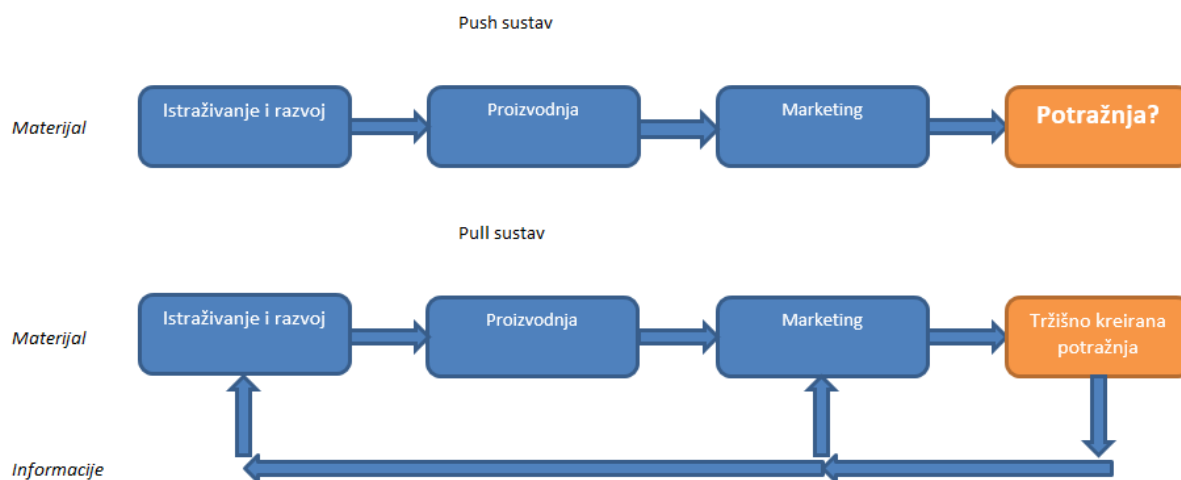 Push sustav
Materijal
Istraživanje i razvoj
Proizvodnja
Marketing
Potražnja?
Pull sustav
Materijal
Istraživanje i razvoj
Proizvodnja
Marketing
Tržišno kreirana
potražnja
Informacije